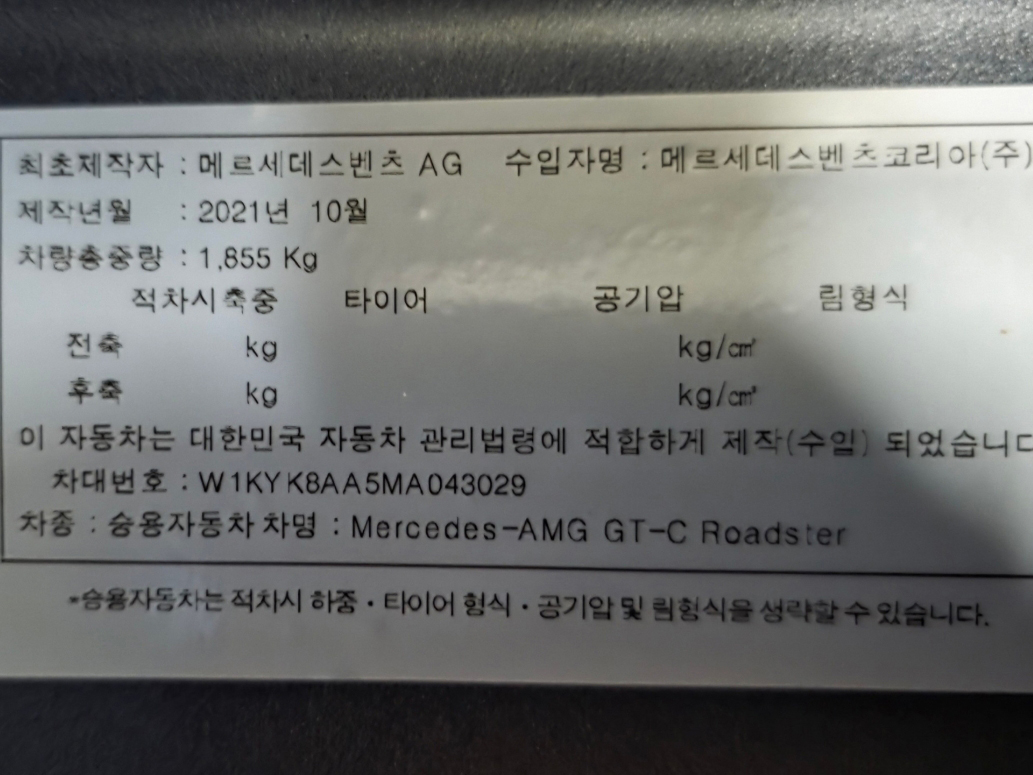 최초제작자 : 메르세데스벤츠 AG 수입자명 : 메르세데스벤츠코리아(주)
제작년월 : 2021년 10월
차량총중량 : 1,855 Kg
적차시축중 타이어 공기압 림형식
전축 kg kg/㎠
후축 kg kg/㎠
이 자동차는 대한민국 자동차 관리법령에 적합하게 제작(수입) 되었습니다
차대번호 : W1KYK8AA5MA043029
차종 : 승용자동차 차명 : Mercedes-AMG GT-C Roadster
*승용자동차는 적차시 하중·타이어 형식·공기압 및 림형식을 생략할 수 있습니다.